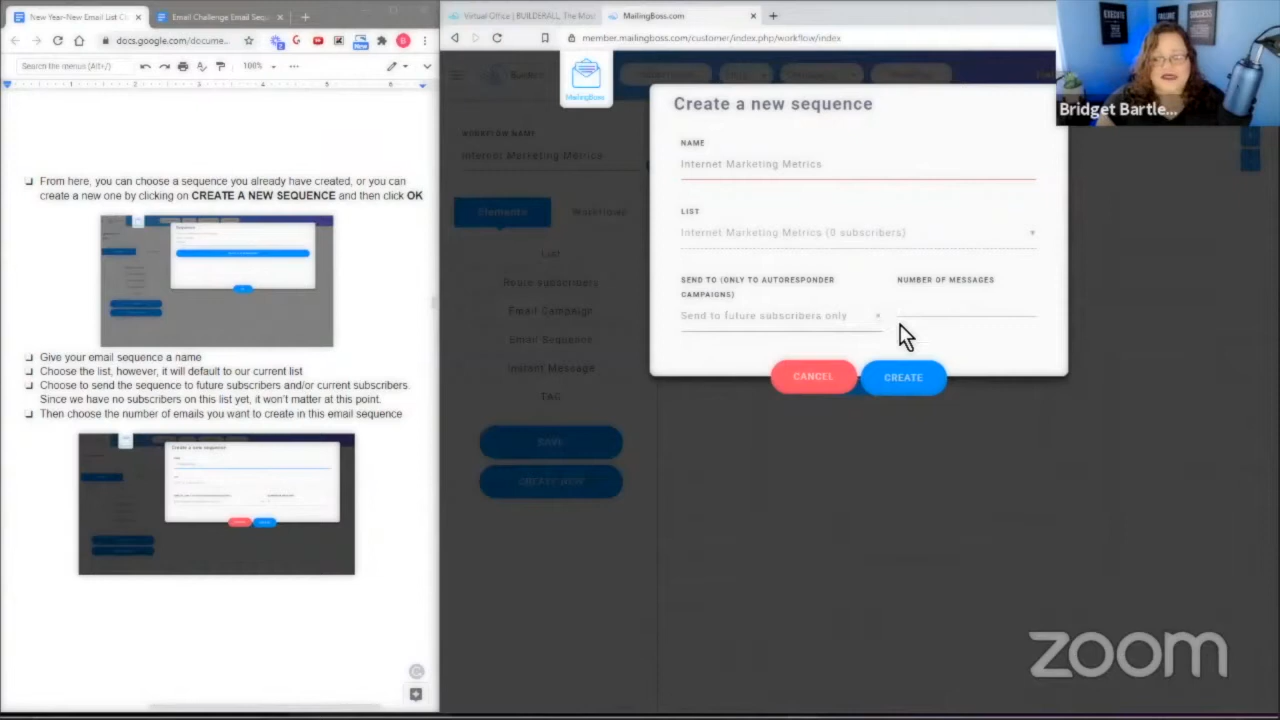 New Year-New Email List C
Email Challenge Email Seq
docs.google.com/docume...
Search the menus (Alt+/)
100%
From here, you can choose a sequence you already have created, or you can
create a new one by clicking on CREATE A NEW SEQUENCE and then click OK
Give your email sequence a name
Choose the list, however, it will default to our current list
Choose to send the sequence to future subscribers and/or current subscribers.
Since we have no subscribers on this list yet, it won't matter at this point.
Then choose the number of emails you want to create in this email sequence
Virtual Office | BUILDERALL The Mos
MailingBoss.com
member.mailingboss.com/customer/index.php/workflow/index
MailingBoss
WORKFLOW NAME
Internet Marketing Metrics
Elements
Workflows
List
Route subscribers
Email Campaign
Email Sequence
Instant Message
TAG
SAVE
CREATE NEW
Create a new sequence
NAME
Internet Marketing Metrics
LIST
Internet Marketing Metrics (0 subscribers)
SEND TO (ONLY TO AUTORESPONDER
CAMPAIGNS)
Send to future subscribers only
NUMBER OF MESSAGES
CANCEL
CREATE
EXECUTE
FAILURE
SUCCESS
Bridget Bartle...
zoom